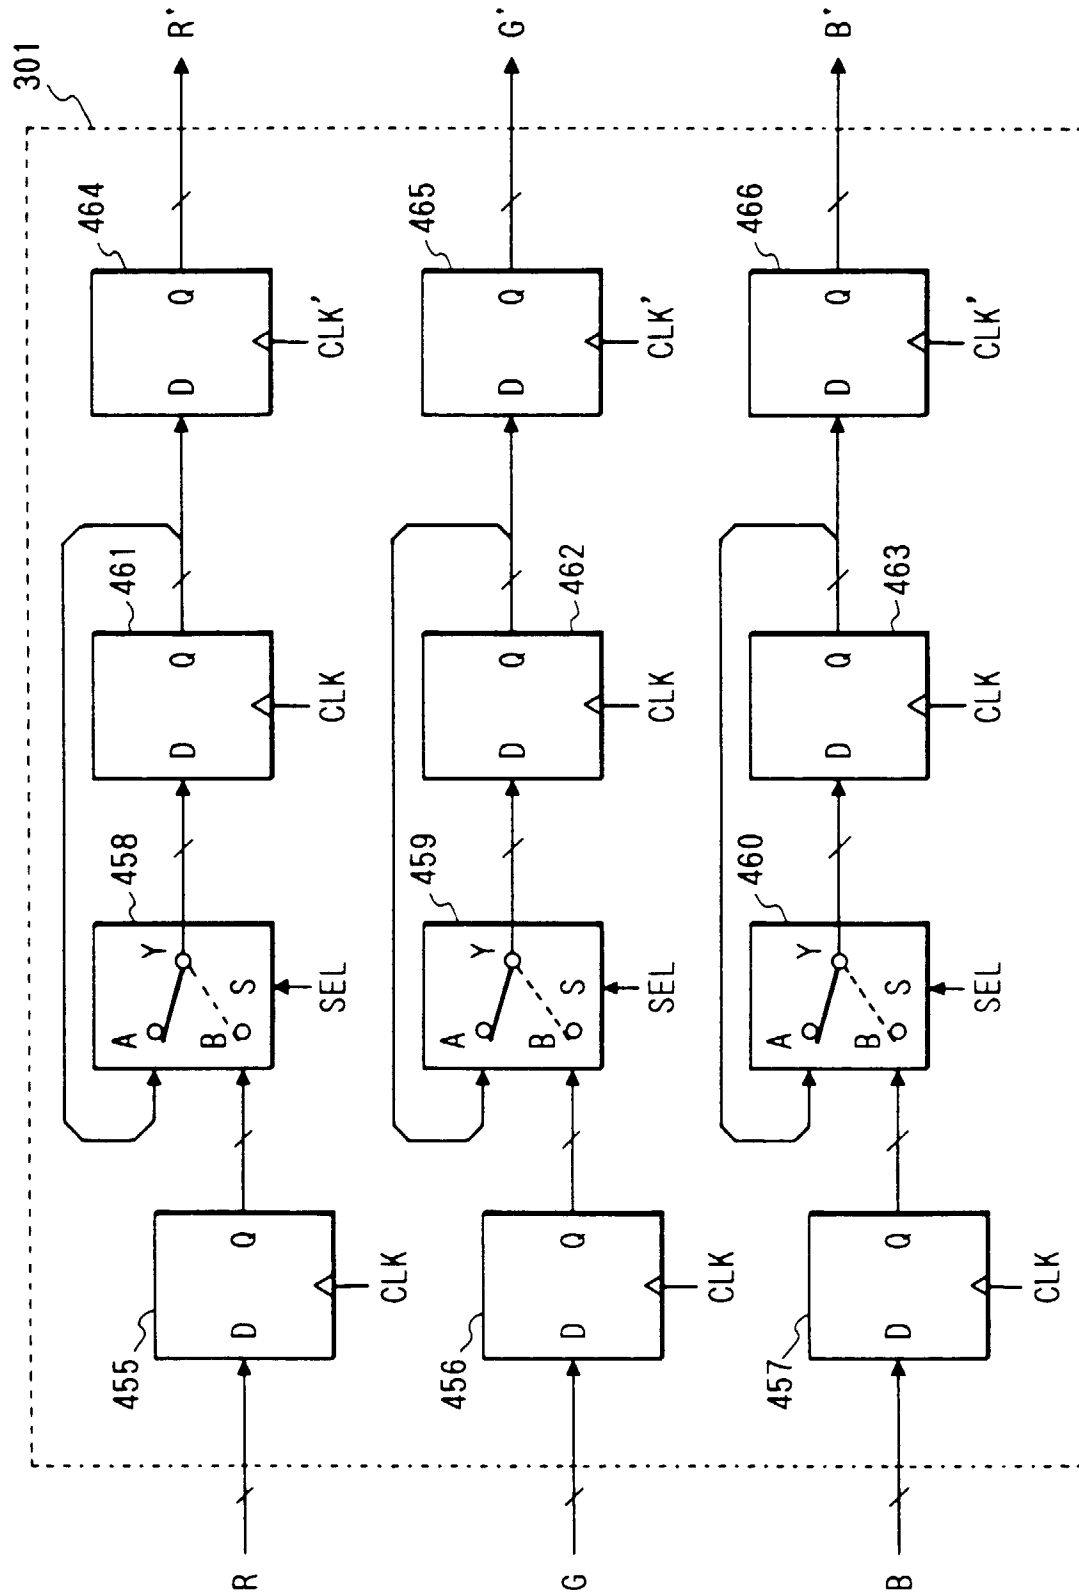 301
R
455
D Q
CLK
458
A
B
Y
S
SEL
461
D Q
CLK
464
D Q
CLK'
R'
G
456
D Q
CLK
459
A
B
Y
S
SEL
462
D Q
CLK
465
D Q
CLK'
G'
B
457
D Q
CLK
460
A
B
Y
S
SEL
463
D Q
CLK
466
D Q
CLK'
B'